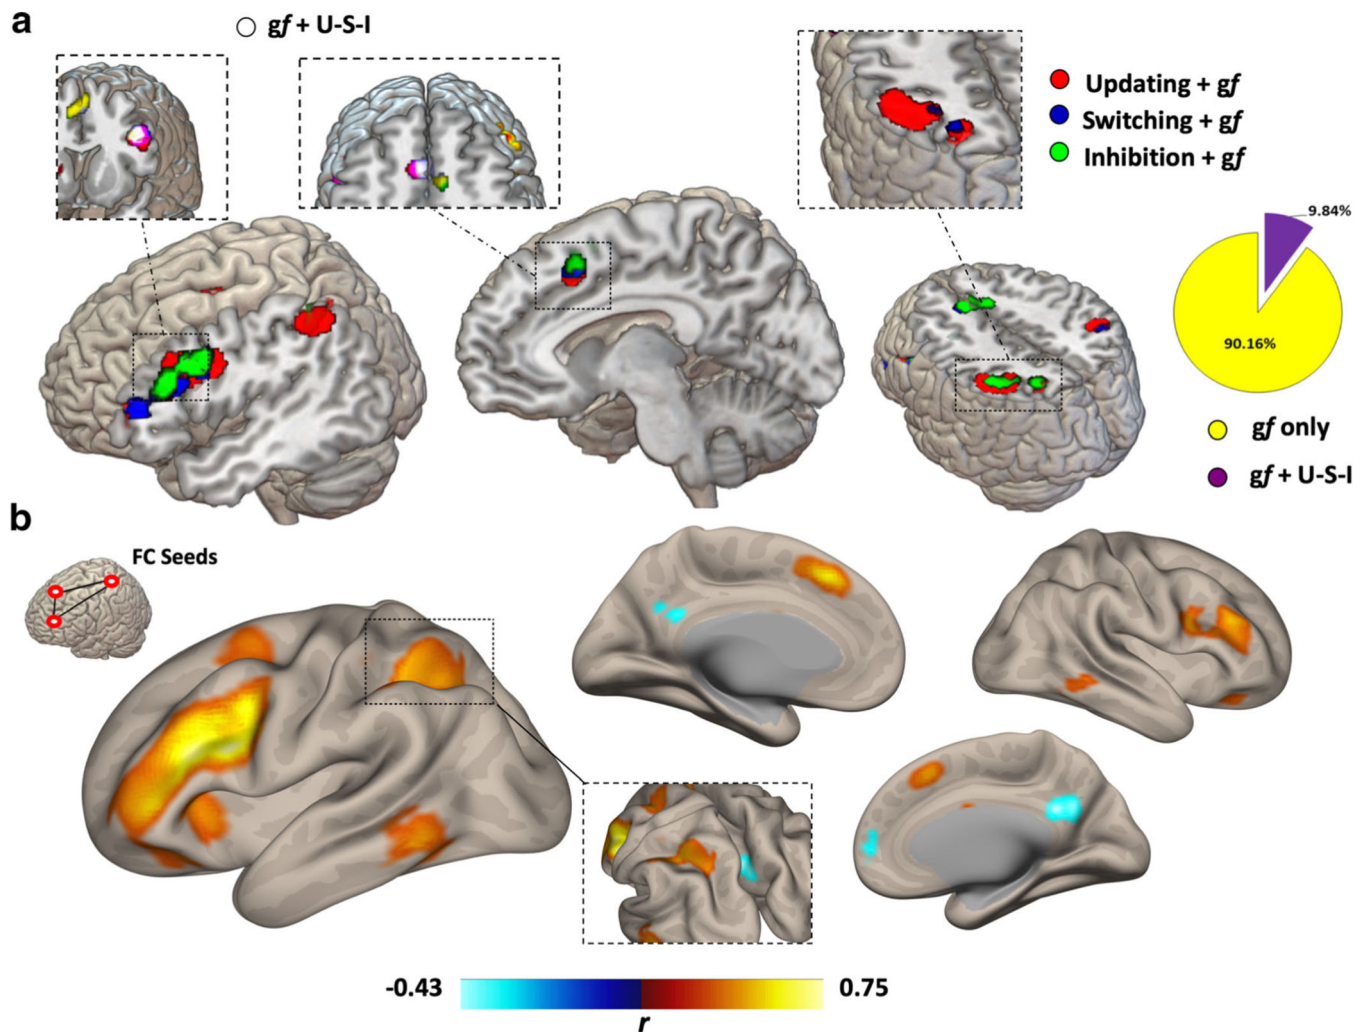 a
gf + U-S-I
Updating + gf
Switching + gf
Inhibition + gf
9.84%
90.16%
gf only
gf + U-S-I
b
FC Seeds
-0.43
0.75
r